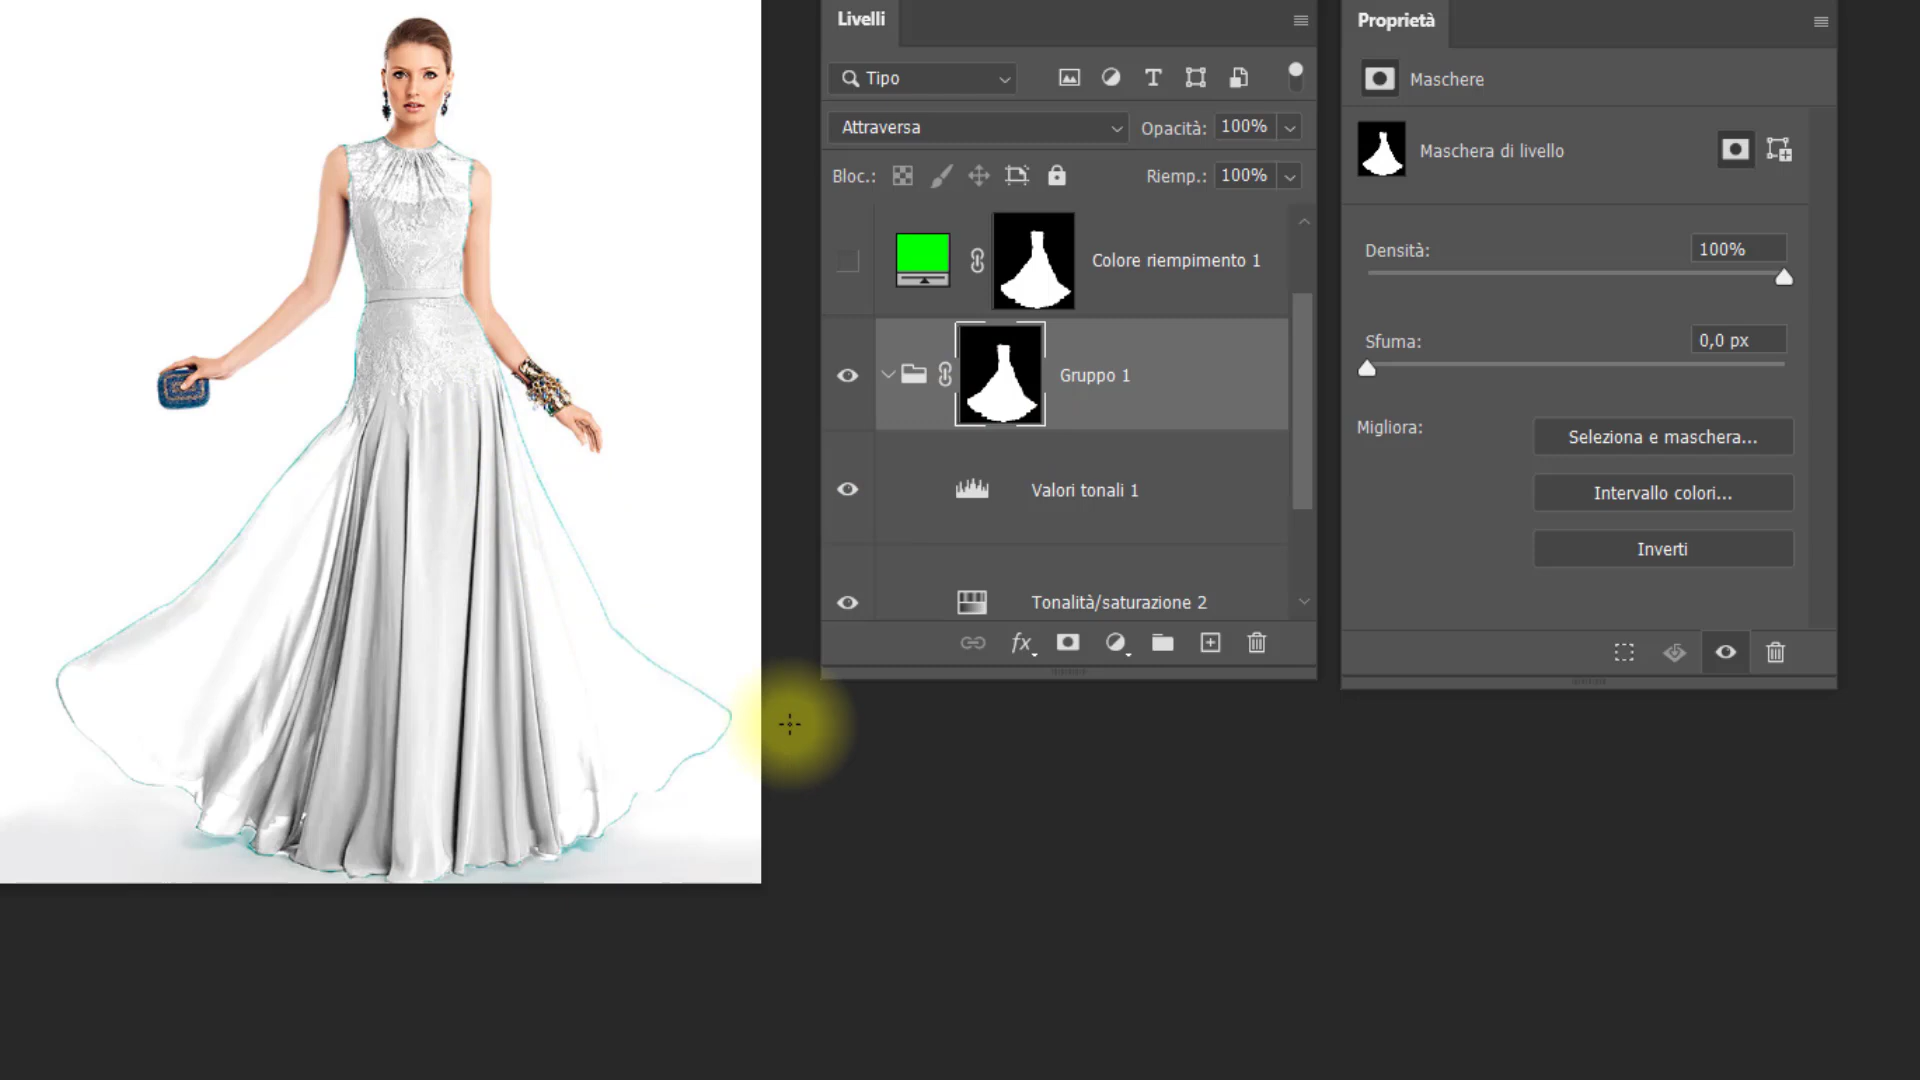 Livelli
Tipo
Attraversa
Opacità:
100%
Bloc.:
Riemp.:
100%
Colore riempimento 1
Gruppo 1
Valori tonali 1
Tonalità/saturazione 2
fx
Proprietà
Maschere
Maschera di livello
Densità:
100%
Sfuma:
0,0 px
Migliora:
Seleziona e maschera...
Intervallo colori...
Inverti